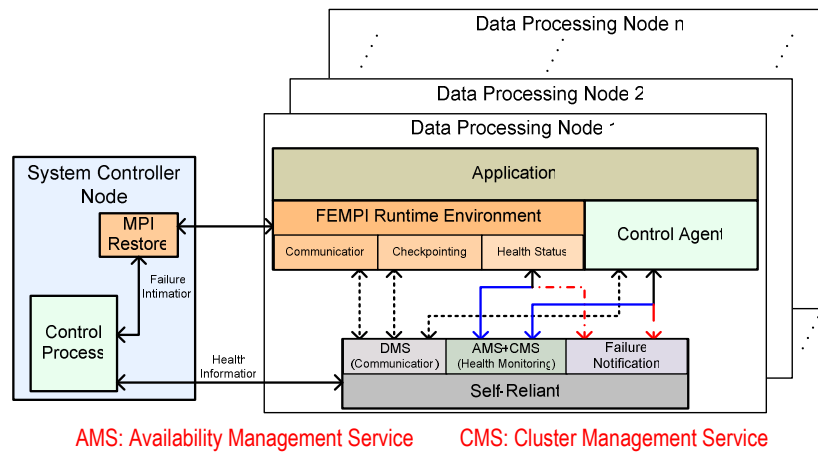 Data Processing Node n
Data Processing Node 2
Data Processing Node 1
System Controller
Node
MPI
Restore
Failure
Intimation
Control
Process
Health
Information
Application
FEMPI Runtime Environment
Communication
Checkpointing
Health Status
Control Agent
DMS
(Communication)
AMS+CMS
(Health Monitoring)
Failure
Notification
Self-Reliant
AMS: Availability Management Service
CMS: Cluster Management Service